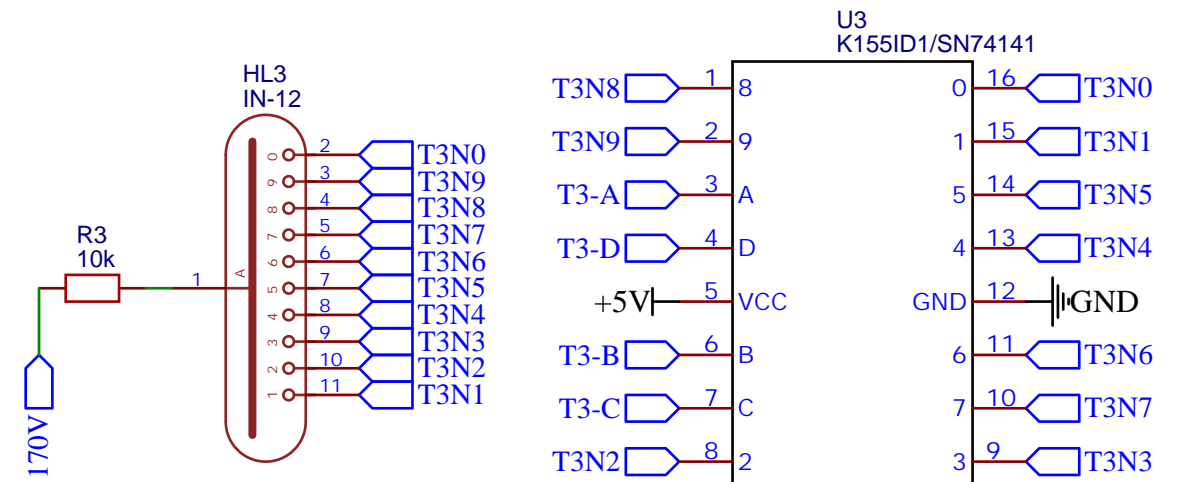 HL3
IN-12
R3
10k
170V
1
A
0 2 T3N0
9 3 T3N9
8 4 T3N8
7 5 T3N7
6 6 T3N6
5 7 T3N5
4 8 T3N4
3 9 T3N3
2 10 T3N2
1 11 T3N1
U3
K155ID1/SN74141
T3N8 1 8 0 16 T3N0
T3N9 2 9 1 15 T3N1
T3-A 3 A 5 14 T3N5
T3-D 4 D 4 13 T3N4
+5V 5 VCC GND 12 GND
T3-B 6 B 6 11 T3N6
T3-C 7 C 7 10 T3N7
T3N2 8 2 3 9 T3N3